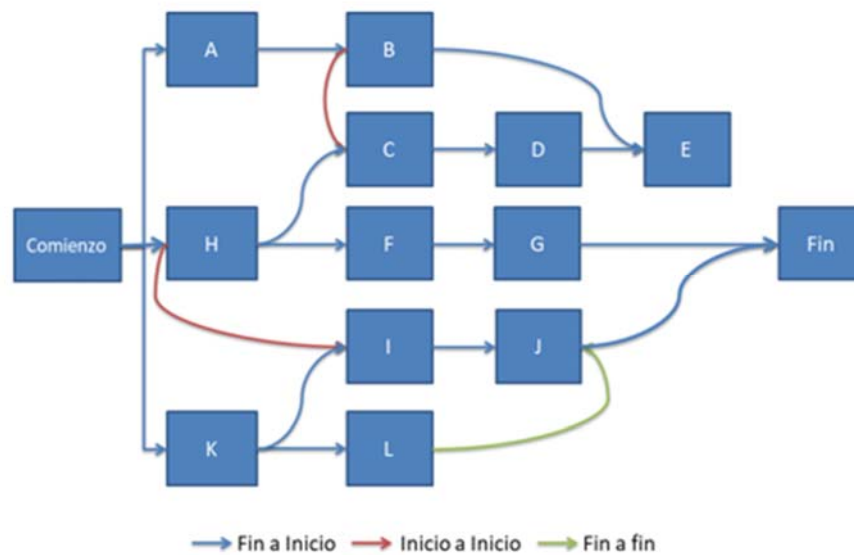 A
B
C
D
E
Comienzo
H
F
G
Fin
I
J
K
L
Fin a Inicio
Inicio a Inicio
Fin a fin